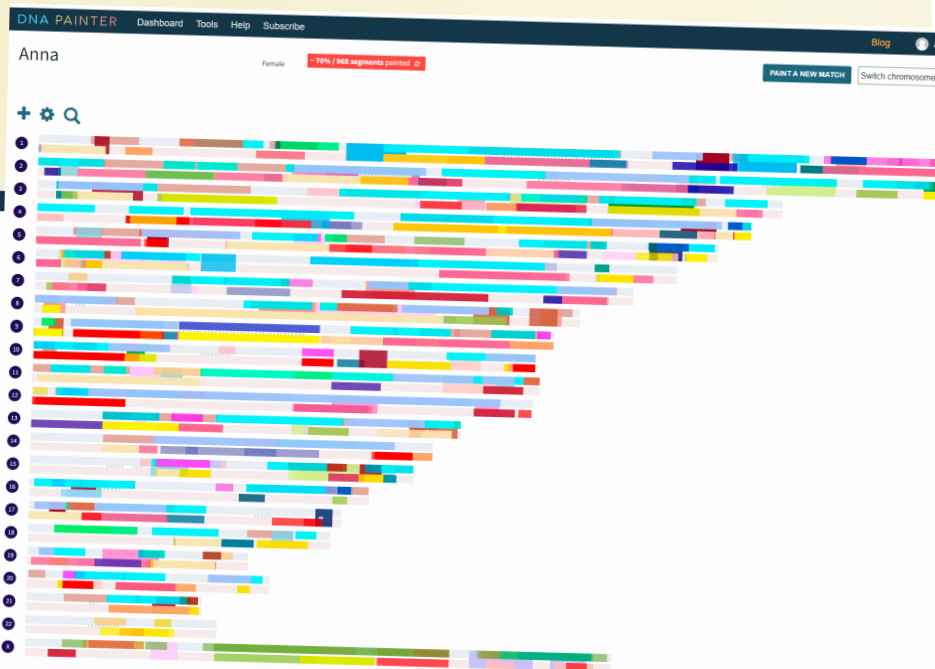 DNA PAINTER Dashboard Tools Help Subscribe
Blog
Anna
Female
~ 70% / 968 segments painted
PAINT A NEW MATCH
Switch chromosome
1
2
3
4
5
6
7
8
9
10
11
12
13
14
15
16
17
18
19
20
21
22
X